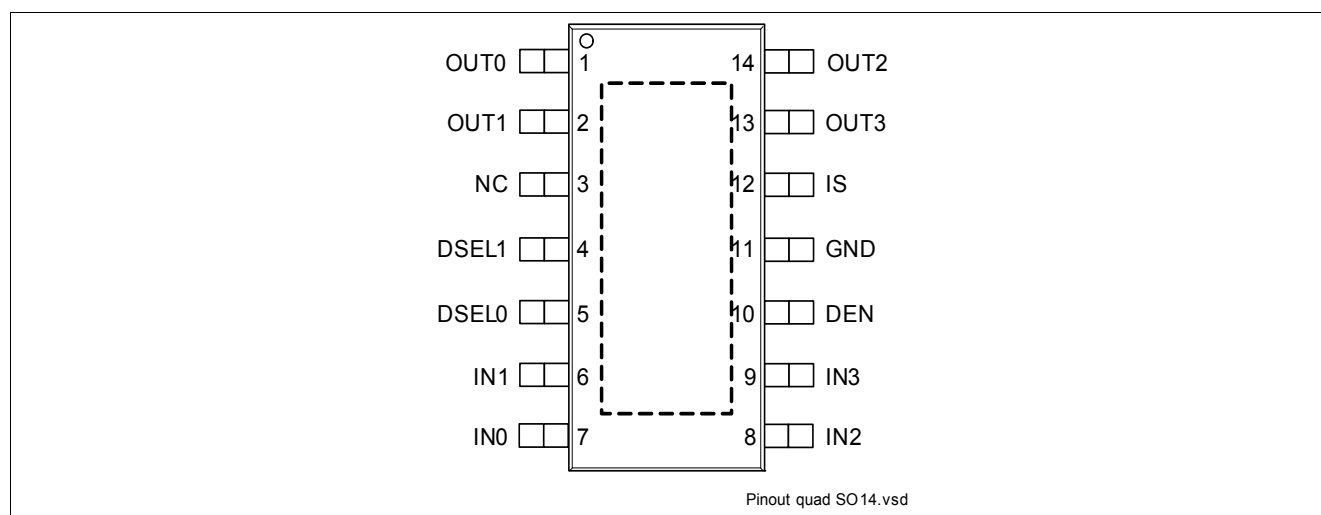 OUT0 1 14 OUT2
OUT1 2 13 OUT3
NC 3 12 IS
DSEL1 4 11 GND
DSEL0 5 10 DEN
IN1 6 9 IN3
IN0 7 8 IN2
Pinout quad SO14.vsd